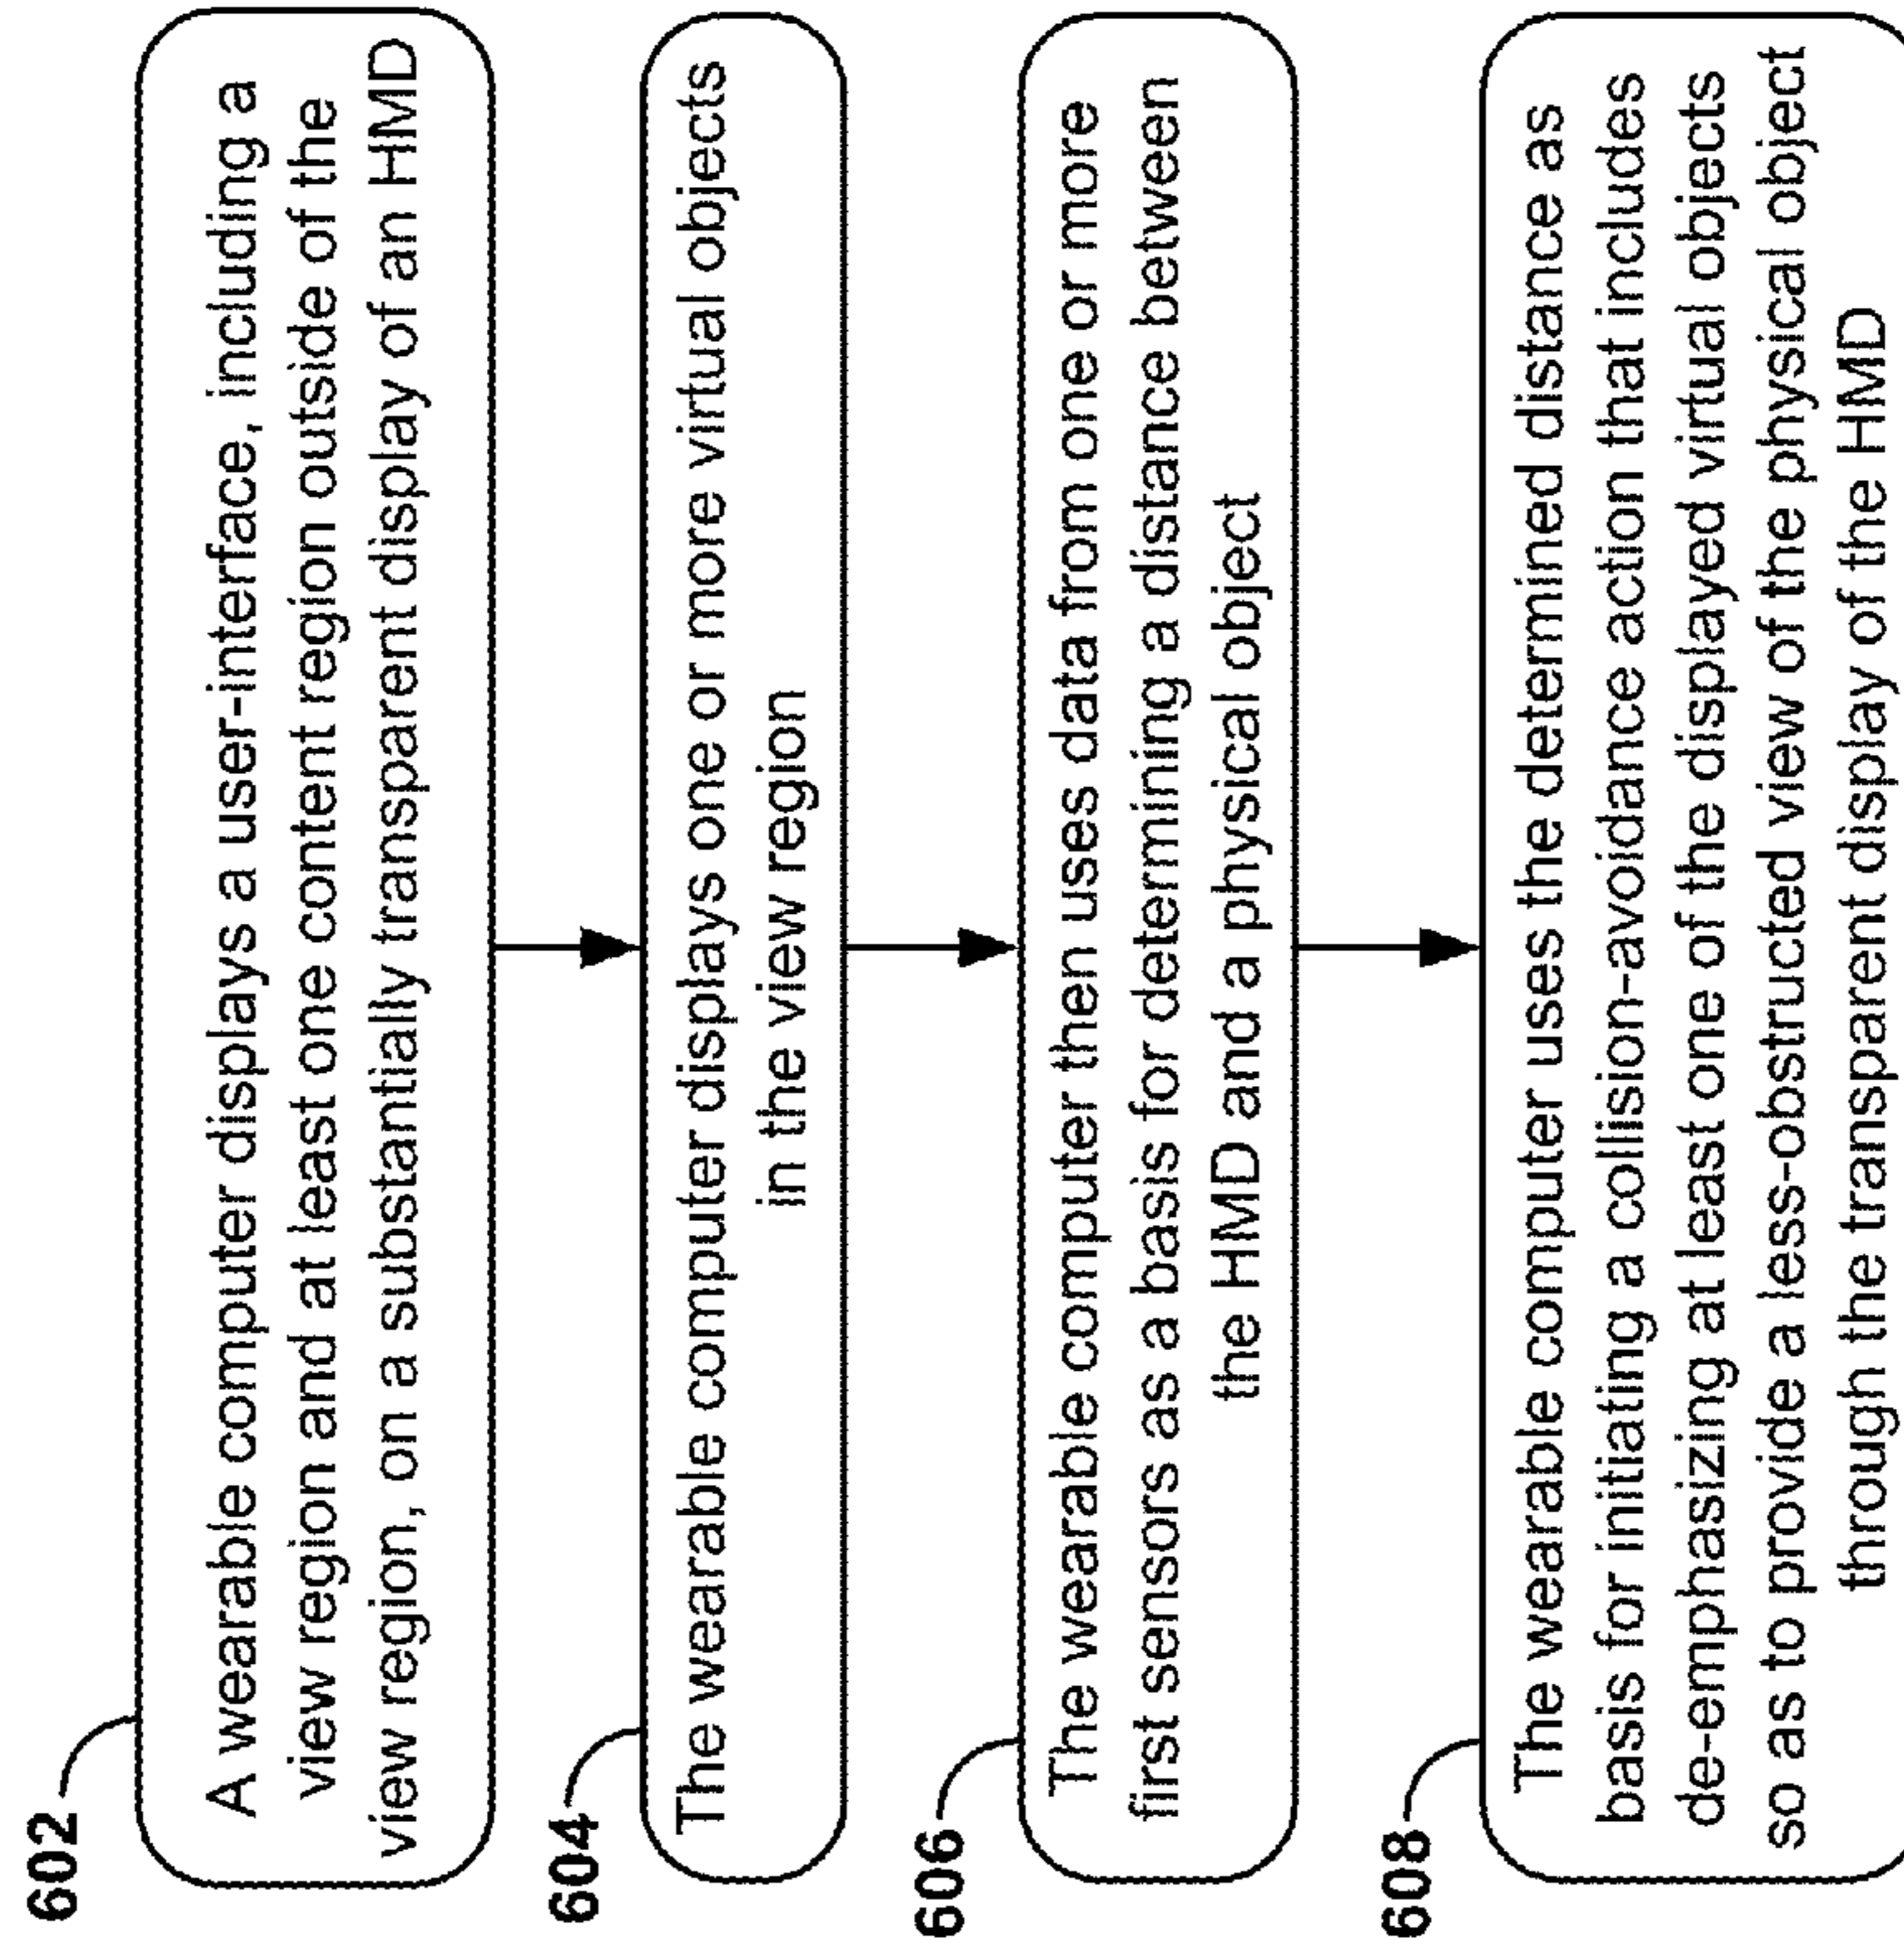 602
A wearable computer displays a user-interface, including a
view region and at least one content region outside of the
view region, on a substantially transparent display of an HMD
604
The wearable computer displays one or more virtual objects
in the view region
606
The wearable computer then uses data from one or more
first sensors as a basis for determining a distance between
the HMD and a physical object
608
The wearable computer uses the determined distance as
basis for initiating a collision-avoidance action that includes
de-emphasizing at least one of the displayed virtual objects
so as to provide a less-obstructed view of the physical object
through the transparent display of the HMD